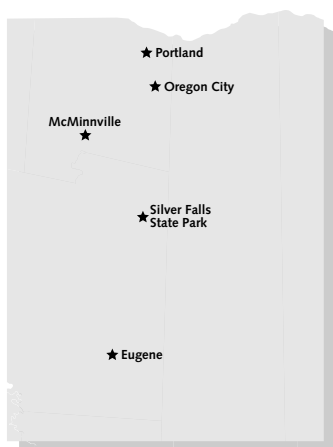 Portland
Oregon City
McMinnville
Silver Falls
State Park
Eugene